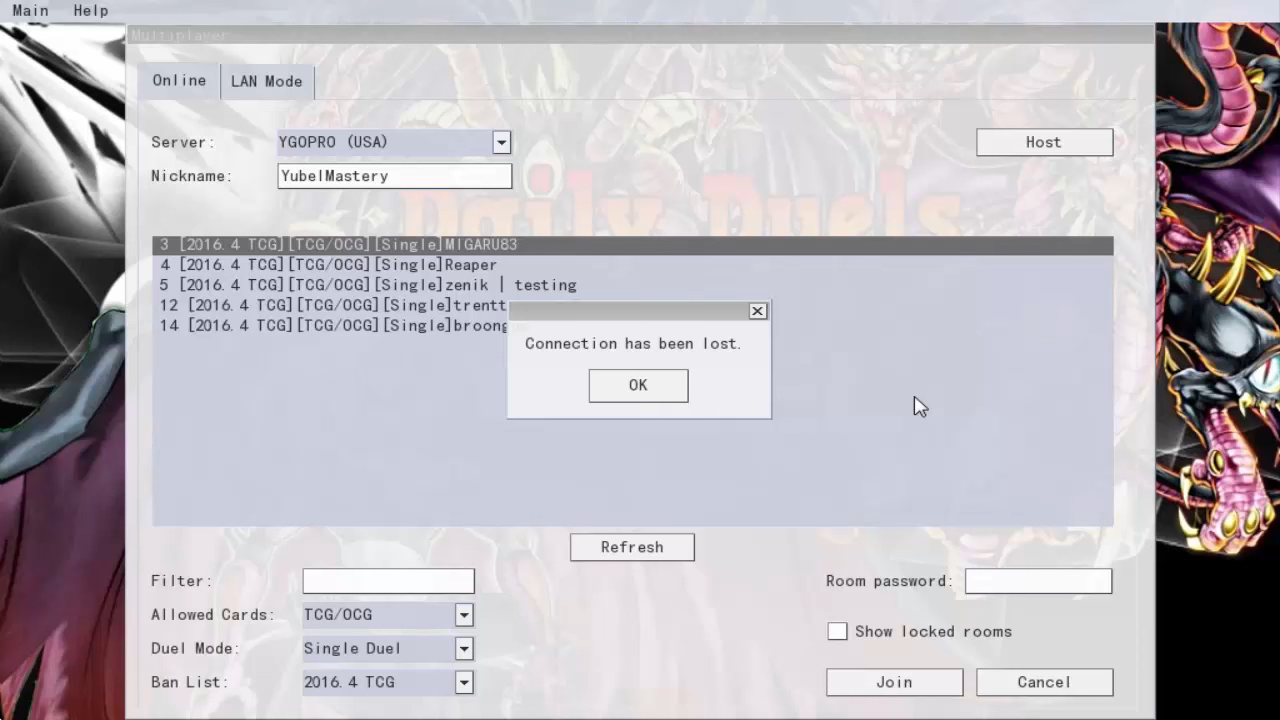 Main Help
Multiplayer
Online LAN Mode
Server: YGOPRO (USA) Host
Nickname: YubelMastery
Daily Duels
3 [2016.4 TCG][TCG/OCG][Single]MIGARU83
4 [2016.4 TCG][TCG/OCG][Single]Reaper
5 [2016.4 TCG][TCG/OCG][Single]zenik | testing
12 [2016.4 TCG][TCG/OCG][Single]trentt
14 [2016.4 TCG][TCG/OCG][Single]
Connection has been lost.
OK
Refresh
Filter: Room password:
Allowed Cards: TCG/OCG
Show locked rooms
Duel Mode: Single Duel
Ban List: 2016.4 TCG Join Cancel